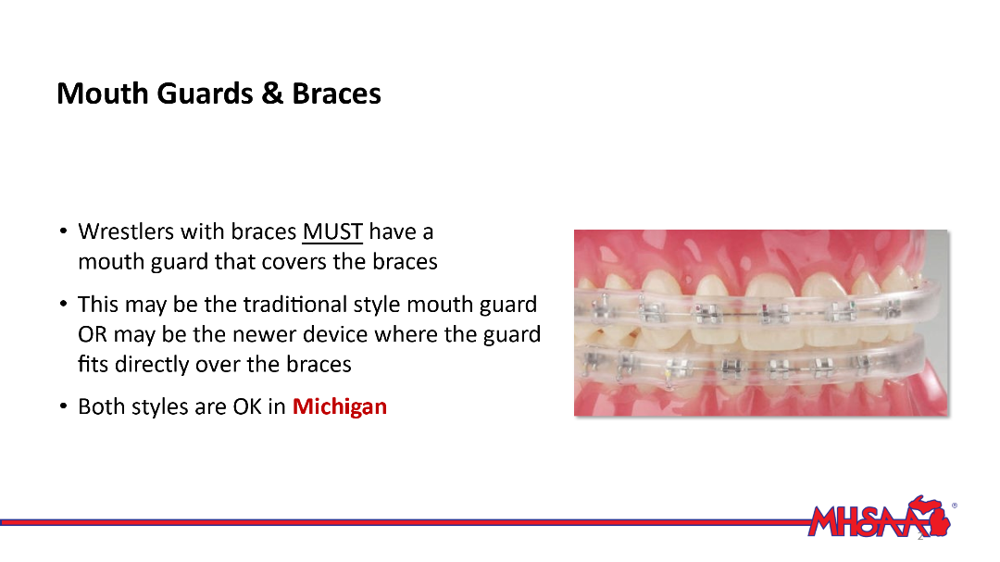 Mouth Guards & Braces
• Wrestlers with braces MUST have a
mouth guard that covers the braces
• This may be the traditional style mouth guard
OR may be the newer device where the guard
fits directly over the braces
• Both styles are OK in Michigan
MHSAA®